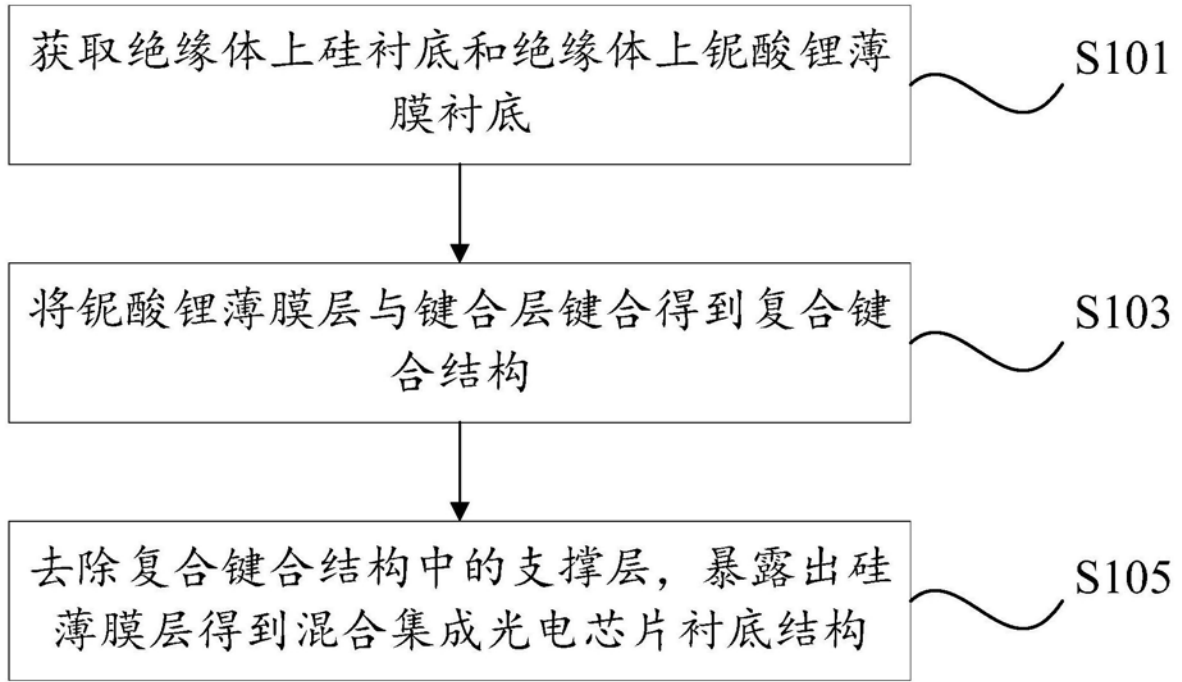 获取绝缘体上硅衬底和绝缘体上铌酸锂薄
膜衬底
S101
将铌酸锂薄膜层与键合层键合得到复合键
合结构
S103
去除复合键合结构中的支撑层，暴露出硅
薄膜层得到混合集成光电芯片衬底结构
S105